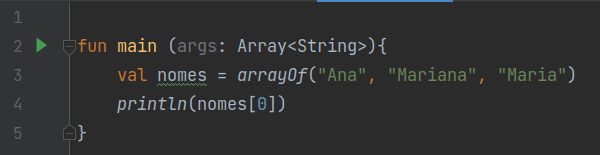 1
2 fun main (args: Array<String>){
3 val nomes = arrayOf("Ana", "Mariana", "Maria")
4 println(nomes[0])
5 }